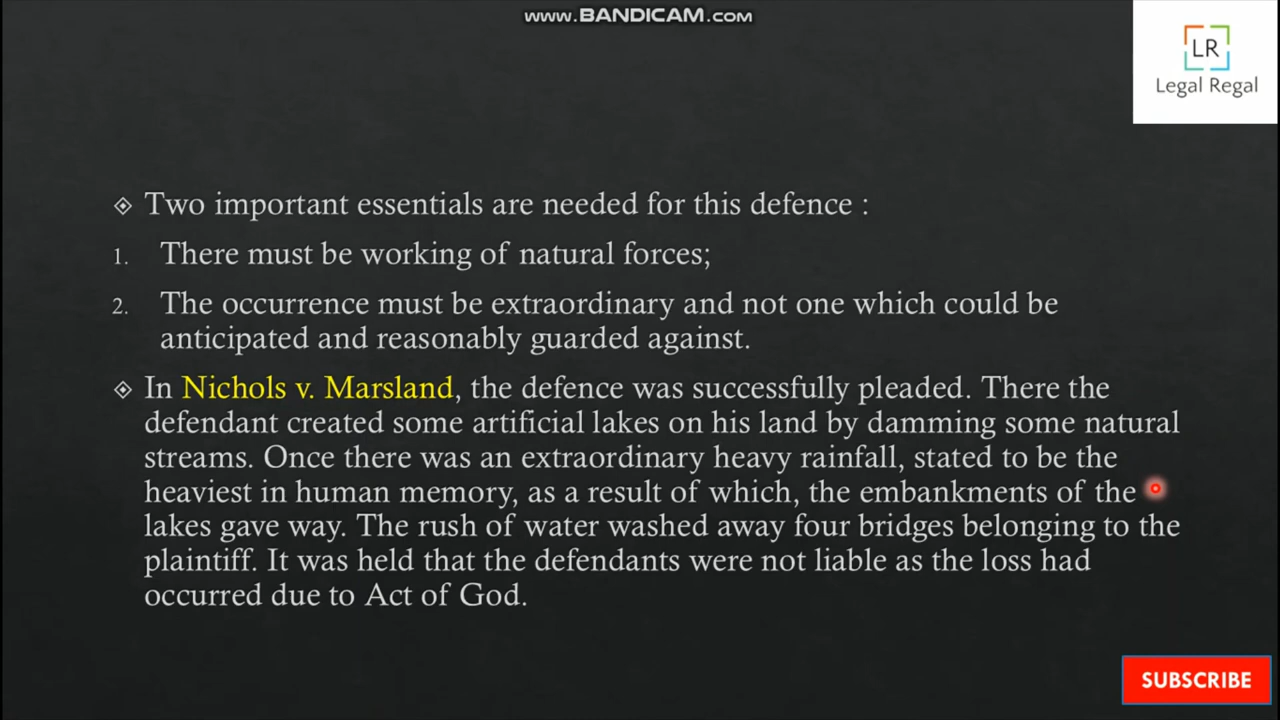 www.BANDICAM.com
LR
Legal Regal
Two important essentials are needed for this defence :
1. There must be working of natural forces;
2. The occurrence must be extraordinary and not one which could be
anticipated and reasonably guarded against.
In Nichols v. Marsland, the defence was successfully pleaded. There the
defendant created some artificial lakes on his land by damming some natural
streams. Once there was an extraordinary heavy rainfall, stated to be the
heaviest in human memory, as a result of which, the embankments of the
lakes gave way. The rush of water washed away four bridges belonging to the
plaintiff. It was held that the defendants were not liable as the loss had
occurred due to Act of God.
SUBSCRIBE